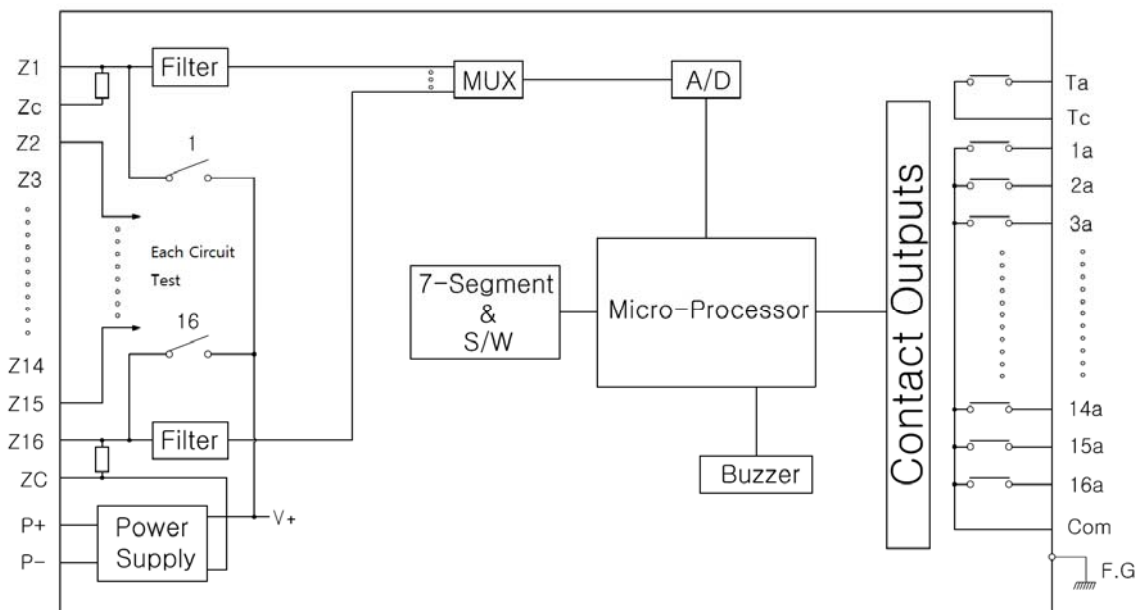 Z1
Zc
Z2
Z3
Z14
Z15
Z16
ZC
P+
P-
Filter
1
Each Circuit
Test
16
Filter
Power
Supply
V+
MUX
A/D
7-Segment
&
S/W
Micro-Processor
Buzzer
Contact Outputs
Ta
Tc
1a
2a
3a
14a
15a
16a
Com
F.G